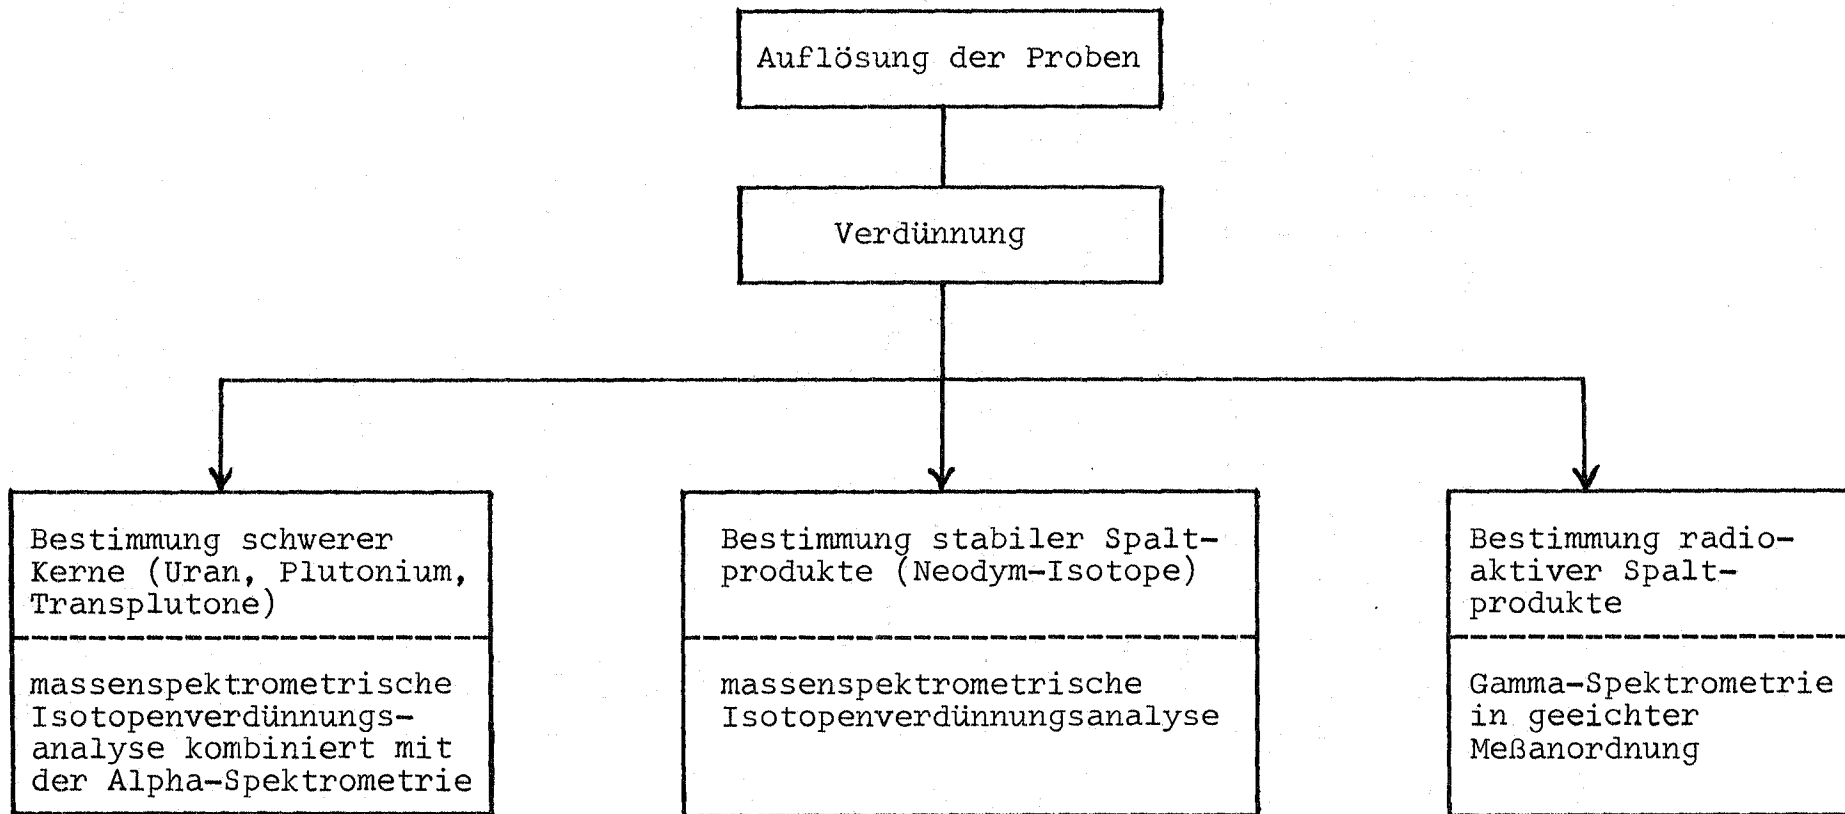 Auflösung der Proben
Verdünnung
Bestimmung schwerer
Kerne (Uran, Plutonium,
Transplutone)
massenspektrometrische
Isotopenverdünnungs-
analyse kombiniert mit
der Alpha-Spektrometrie
Bestimmung stabiler Spalt-
produkte (Neodym-Isotope)
massenspektrometrische
Isotopenverdünnungsanalyse
Bestimmung radio-
aktiver Spalt-
produkte
Gamma-Spektrometrie
in geeichter
Meßanordnung